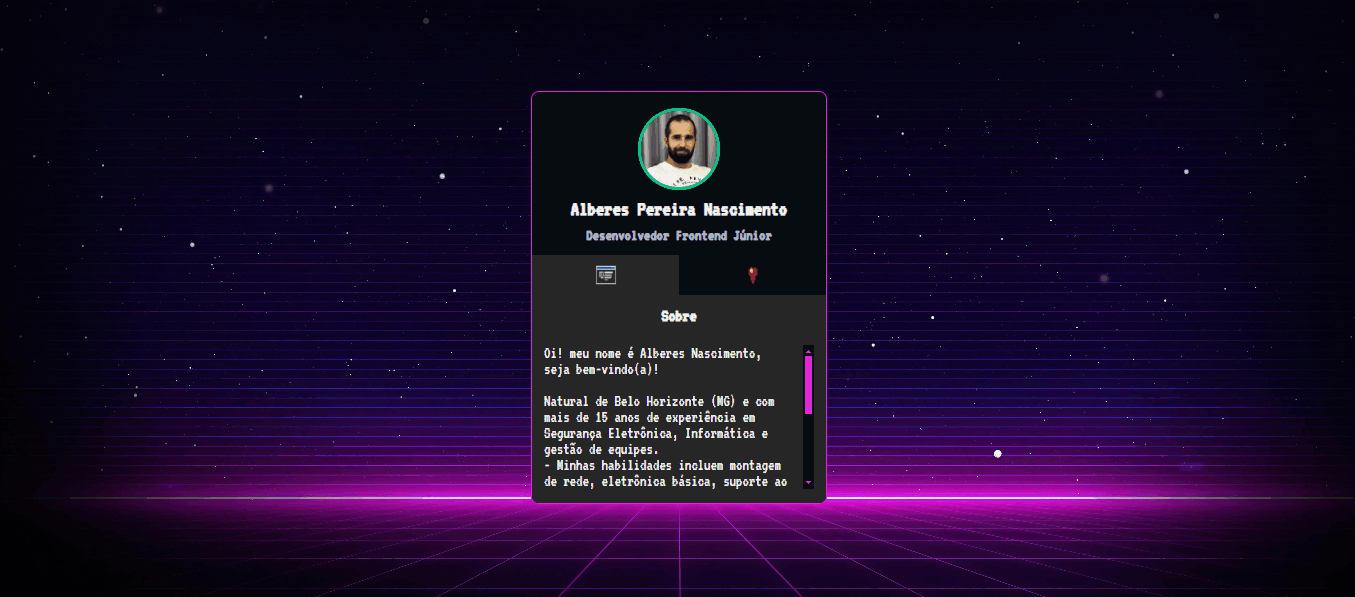 Alberes Pereira Nascimento
Desenvolvedor Frontend Júnior
Sobre
Oi! meu nome é Alberes Nascimento,
seja bem-vindo(a)!
Natural de Belo Horizonte (MG) e com
mais de 15 anos de experiência em
Segurança Eletrônica, Informática e
gestão de equipes.
- Minhas habilidades incluem montagem
de rede, eletrônica básica, suporte ao